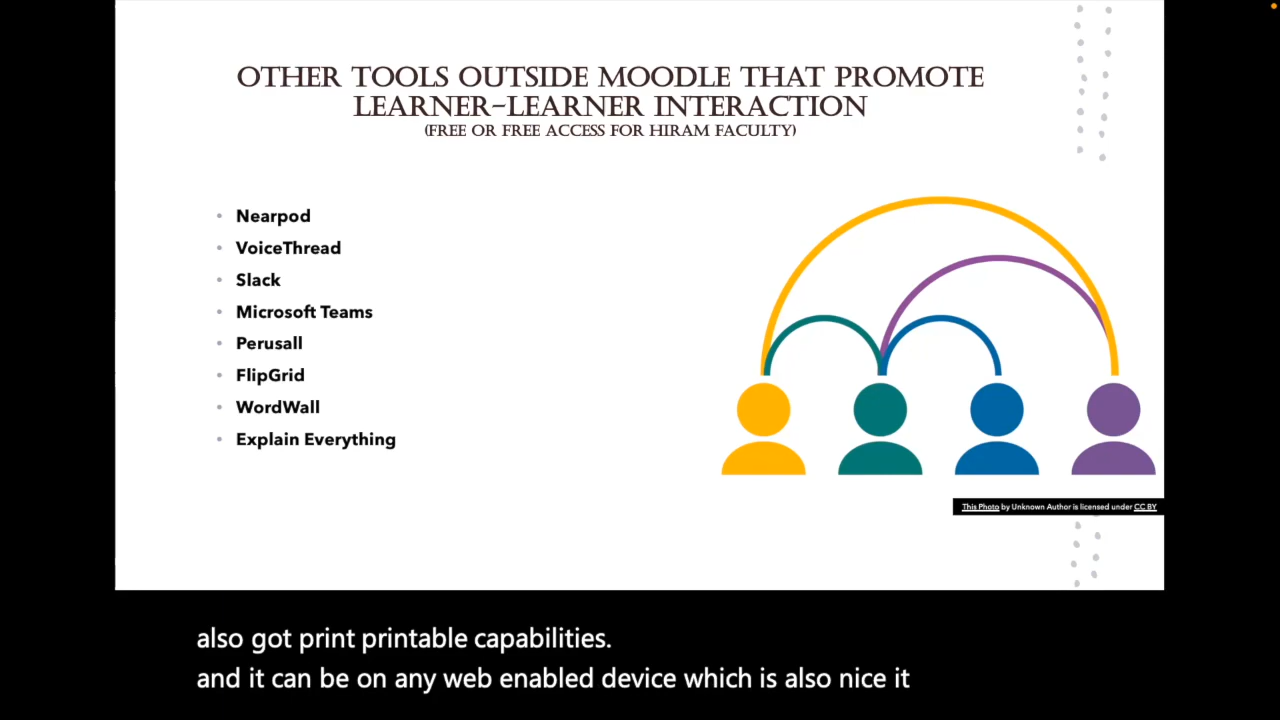 OTHER TOOLS OUTSIDE MOODLE THAT PROMOTE
LEARNER-LEARNER INTERACTION
(FREE OR FREE ACCESS FOR HIRAM FACULTY)
• Nearpod
• VoiceThread
• Slack
• Microsoft Teams
• Perusall
• FlipGrid
• WordWall
• Explain Everything
This Photo by Unknown Author is licensed under CC BY
also got print printable capabilities.
and it can be on any web enabled device which is also nice it